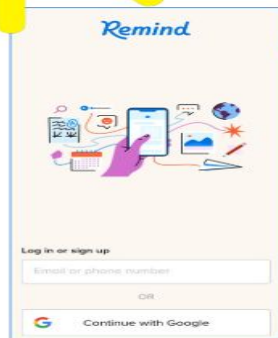 Remind
Log in or sign up
Email or phone number
OR
Continue with Google